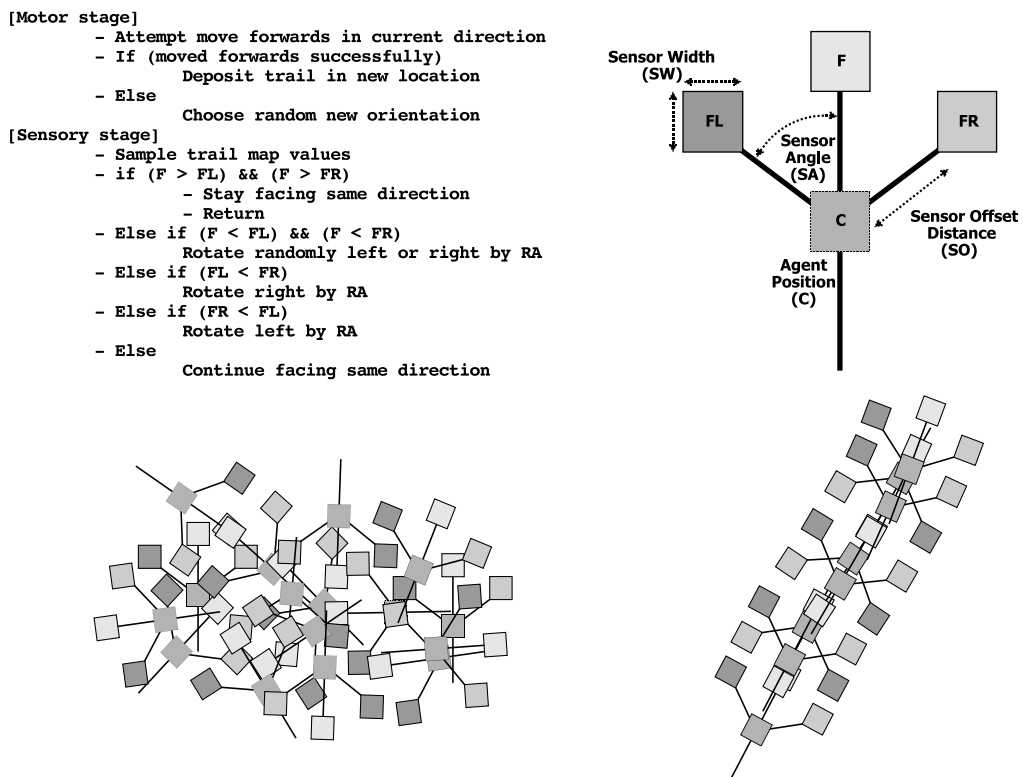 [Motor stage]
- Attempt move forwards in current direction
- If (moved forwards successfully)
Deposit trail in new location
- Else
Choose random new orientation
[Sensory stage]
- Sample trail map values
- if (F > FL) && (F > FR)
- Stay facing same direction
- Return
- Else if (F < FL) && (F < FR)
Rotate randomly left or right by RA
- Else if (FL < FR)
Rotate right by RA
- Else if (FR < FL)
Rotate left by RA
- Else
Continue facing same direction
Sensor Width
(SW)
F
FL
FR
Sensor
Angle
(SA)
C
Sensor Offset
Distance
(SO)
Agent
Position
(C)